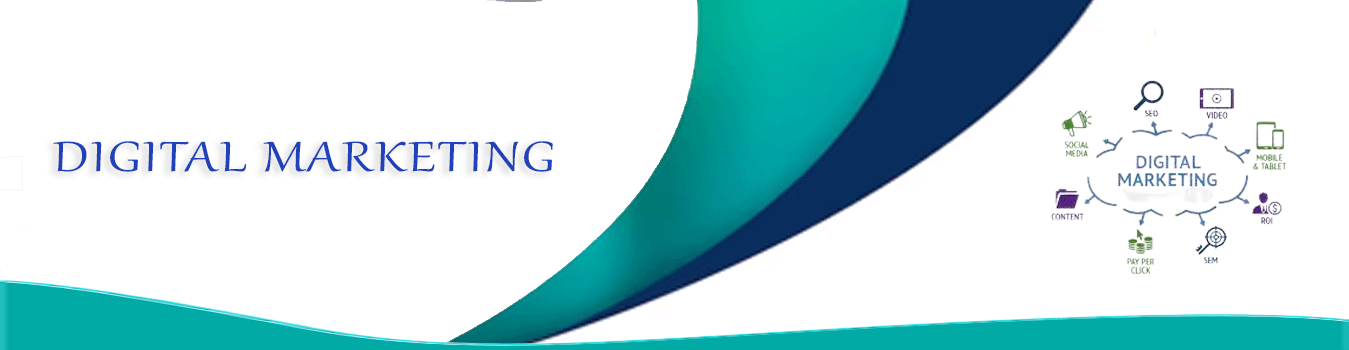 DIGITAL MARKETING
SEO
VIDEO
SOCIAL
MEDIA
MOBILE
& TABLET
DIGITAL
MARKETING
CONTENT
ROI
PAY PER
CLICK
SEM